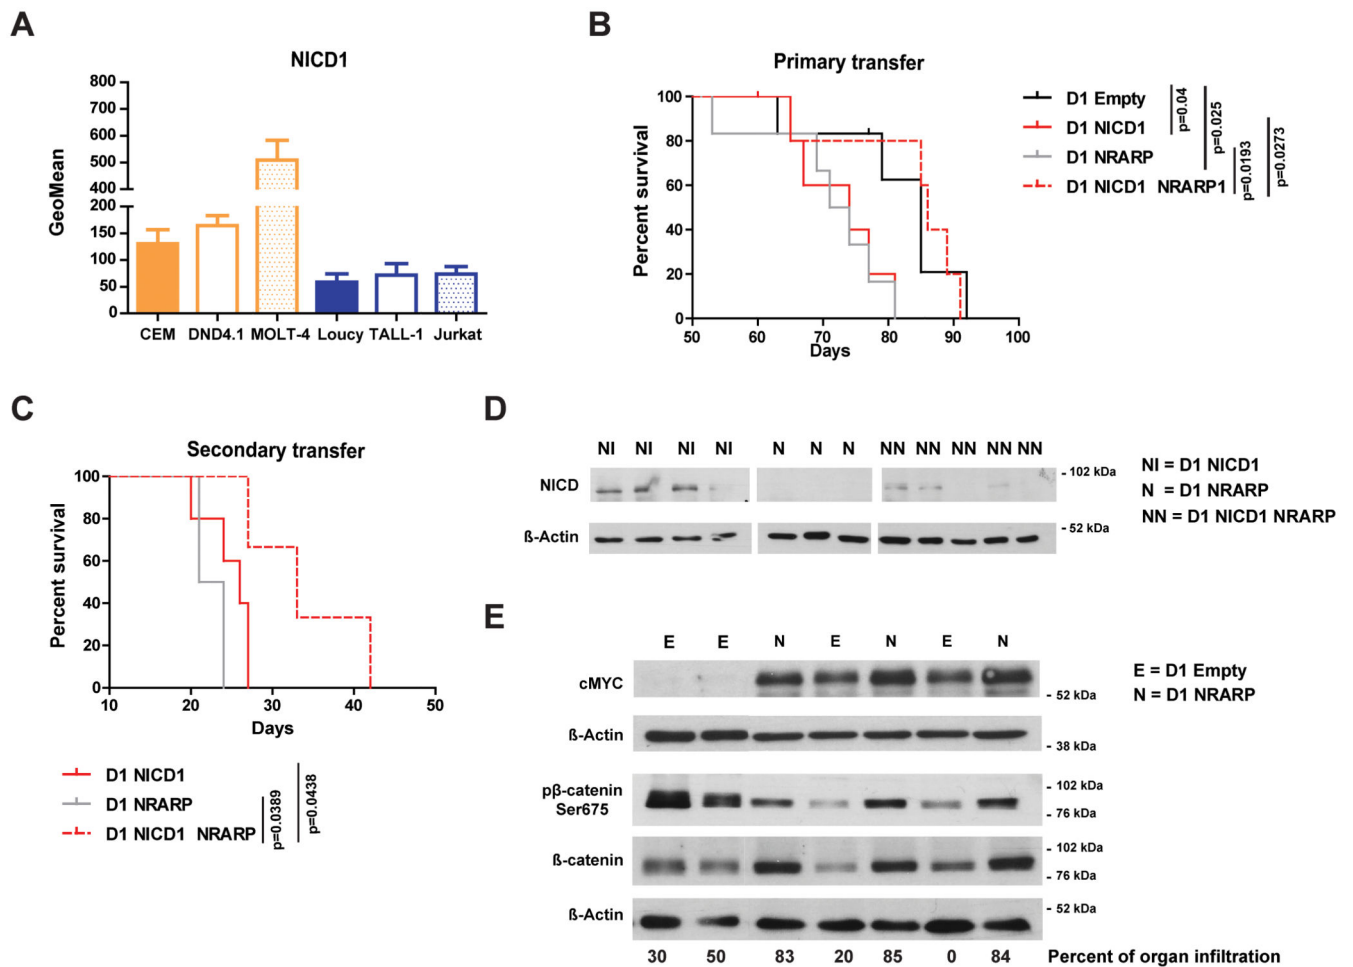 A
NICD1
GeoMean
800
700
600
500
400
200
150
100
50
0
CEM DND4.1 MOLT-4 Loucy TALL-1 Jurkat
B
Primary transfer
Percent survival
100
80
60
40
20
0
50 60 70 80 90 100
Days
D1 Empty
D1 NICD1
D1 NRARP
D1 NICD1 NRARP1
p=0.04
p=0.025
p=0.0193
p=0.0273
C
Secondary transfer
Percent survival
100
80
60
40
20
0
10 20 30 40 50
Days
D1 NICD1
D1 NRARP
D1 NICD1 NRARP
p=0.0389
p=0.0438
D
NI NI NI NI N N N NN NN NN NN NN
NICD
- 102 kDa
ß-Actin
- 52 kDa
NI = D1 NICD1
N = D1 NRARP
NN = D1 NICD1 NRARP
E
E E N E N E N
cMYC
- 52 kDa
ß-Actin
- 38 kDa
pβ-catenin
Ser675
- 102 kDa
- 76 kDa
ß-catenin
- 102 kDa
- 76 kDa
ß-Actin
- 52 kDa
30 50 83 20 85 0 84 Percent of organ infiltration
E = D1 Empty
N = D1 NRARP